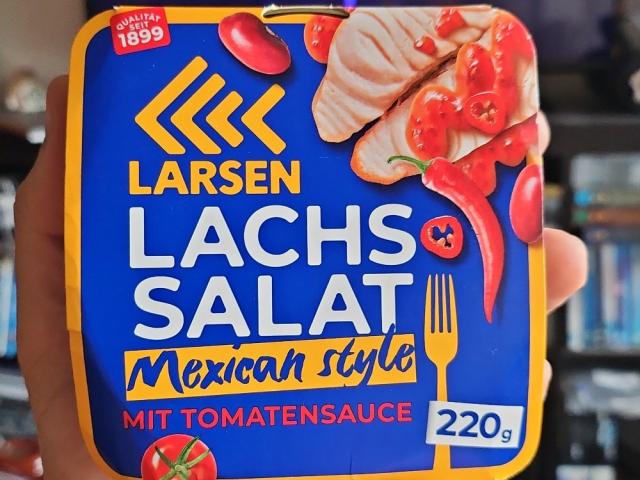 QUALITÄT
SEIT
1899
LARSEN
LACHS
SALAT
Mexican style
MIT TOMATENSAUCE
220g